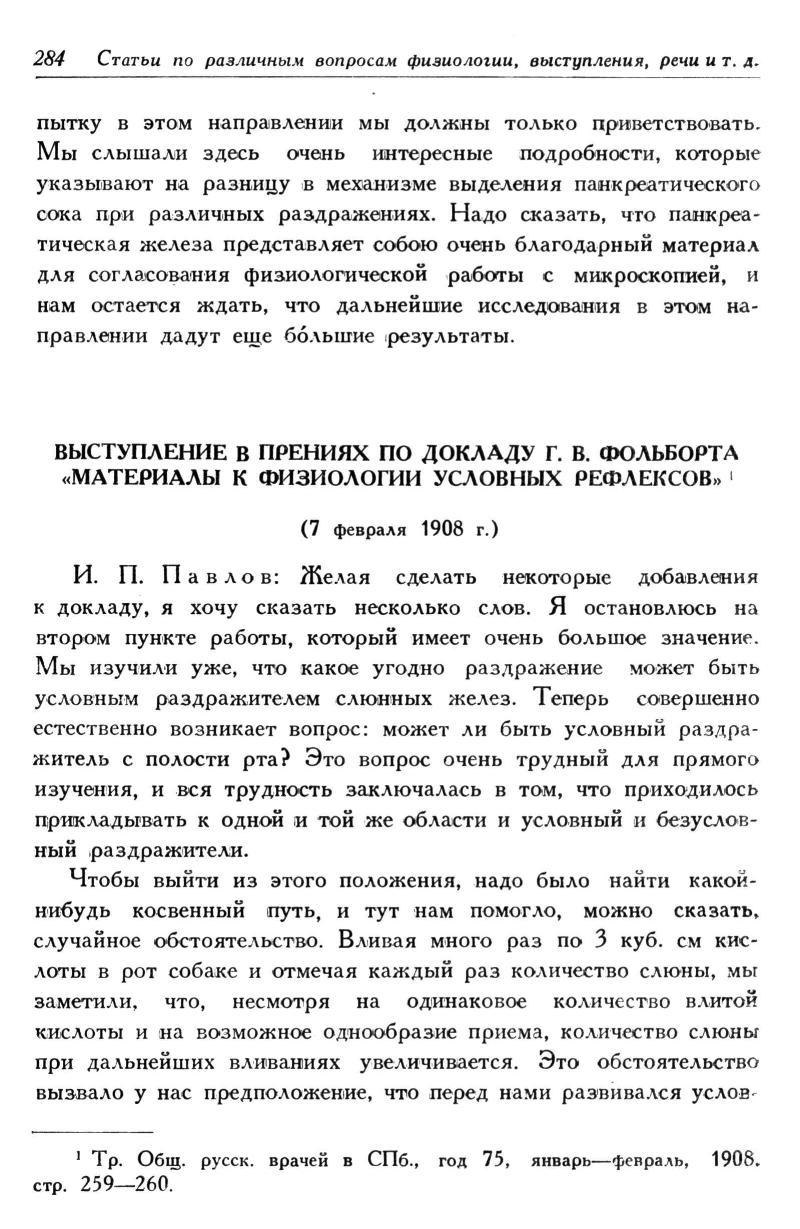 284 Статьи по различным вопросам физиологии, выступления, речи и т. д.
пытку в этом направлении мы должны только приветствовать.
Мы слышали здесь очень интересные подробности, которые
указывают на разницу в механизме выделения панкреатического
сока при различных раздражениях. Надо сказать, что панкреа-
тическая железа представляет собою очень благодарный материал
для согласования физиологической работы с микроскопией, и
нам остается ждать, что дальнейшие исследования в этом на-
правлении дадут еще бо́льшие результаты.
ВЫСТУПЛЕНИЕ В ПРЕНИЯХ ПО ДОКЛАДУ Г. В. ФОЛЬБОРТА
«МАТЕРИАЛЫ К ФИЗИОЛОГИИ УСЛОВНЫХ РЕФЛЕКСОВ» ¹
(7 февраля 1908 г.)
И. П. Павлов: Желая сделать некоторые добавления
к докладу, я хочу сказать несколько слов. Я остановлюсь на
втором пункте работы, который имеет очень большое значение.
Мы изучили уже, что какое угодно раздражение может быть
условным раздражителем слюнных желез. Теперь совершенно
естественно возникает вопрос: может ли быть условный раздра-
житель с полости рта? Это вопрос очень трудный для прямого
изучения, и вся трудность заключалась в том, что приходилось
прикладывать к одной и той же области и условный и безуслов-
ный раздражители.
Чтобы выйти из этого положения, надо было найти какой-
нибудь косвенный путь, и тут нам помогло, можно сказать,
случайное обстоятельство. Вливая много раз по 3 куб. см кис-
лоты в рот собаке и отмечая каждый раз количество слюны, мы
заметили, что, несмотря на одинаковое количество влитой
кислоты и на возможное однообразие приема, количество слюны
при дальнейших вливаниях увеличивается. Это обстоятельство
вызвало у нас предположение, что перед нами развивался услов-
¹ Тр. Общ. русск. врачей в СПб., год 75, январь—февраль, 1908.
стр. 259—260.